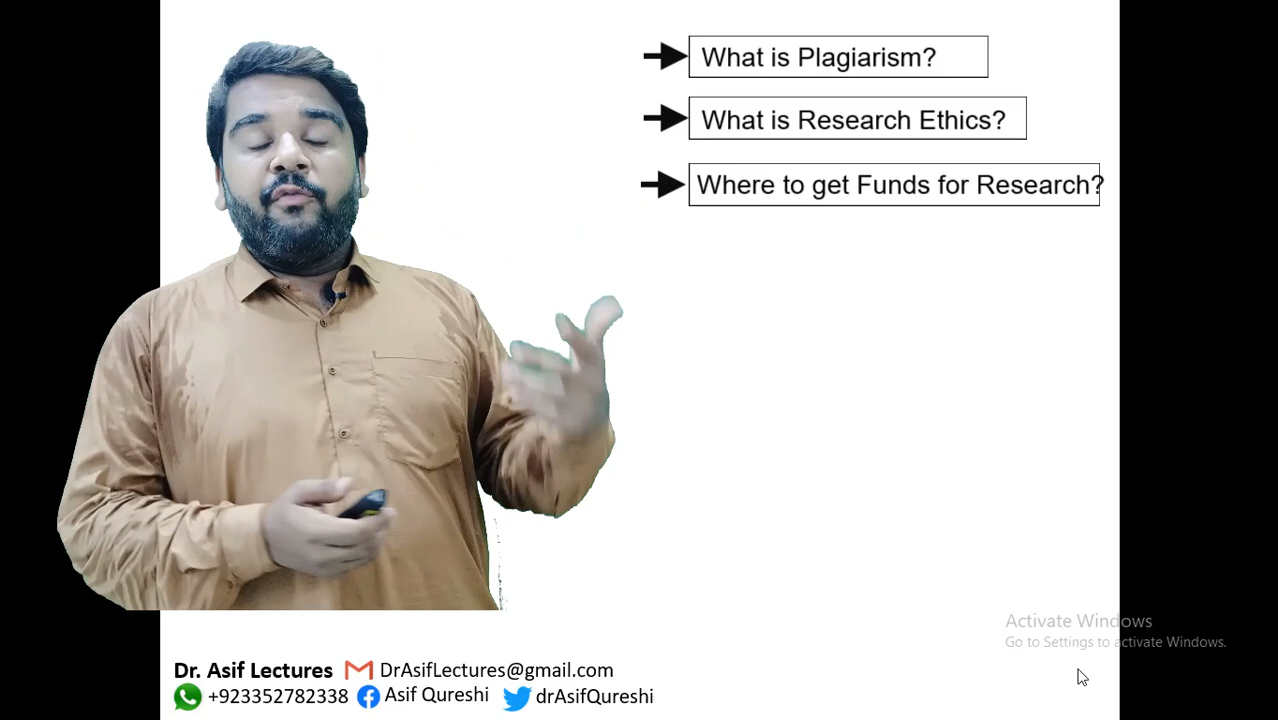 What is Plagiarism?
What is Research Ethics?
Where to get Funds for Research?
Activate Windows
Go to Settings to activate Windows.
Dr. Asif Lectures DrAsifLectures@gmail.com
+923352782338 Asif Qureshi drAsifQureshi